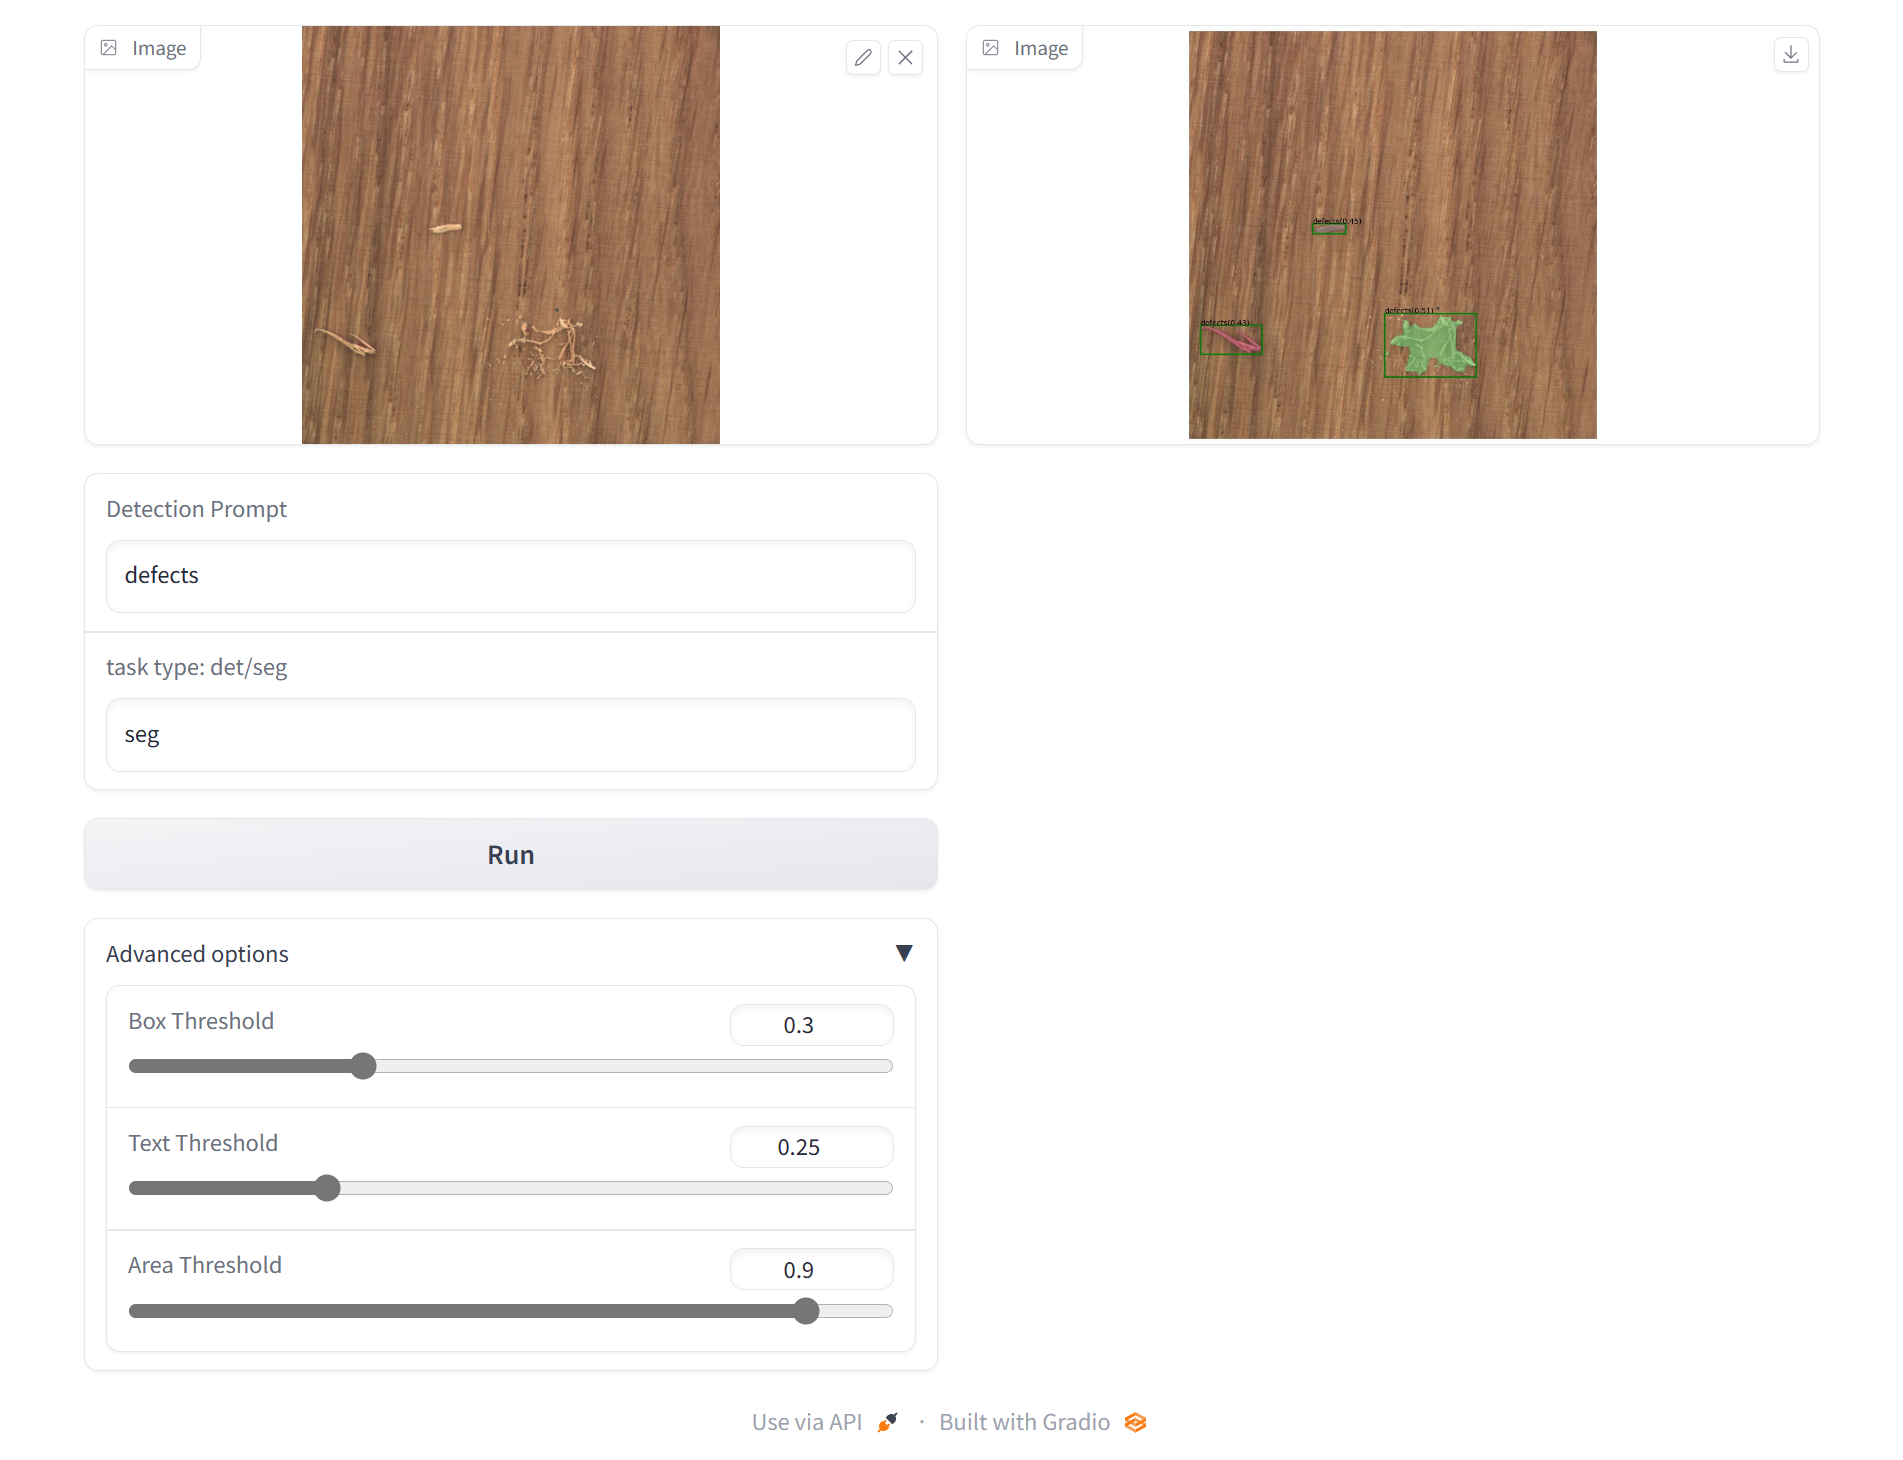 Image
Image
defects(0.45)
defects(0.51)
defects(0.43)
Detection Prompt
defects
task type: det/seg
seg
Run
Advanced options ▼
Box Threshold 0.3
Text Threshold 0.25
Area Threshold 0.9
Use via API · Built with Gradio